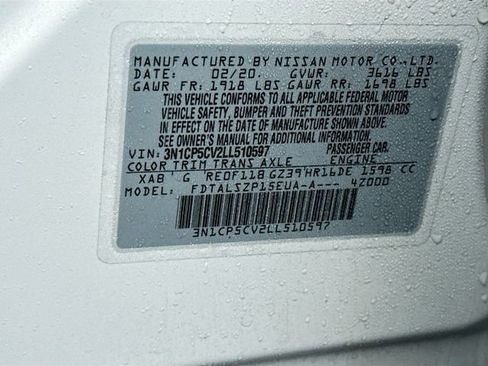 MANUFACTURED BY NISSAN MOTOR CO., LTD.
DATE: 02/20. GVWR: 3616 LBS
GAWR FR: 1918 LBS GAWR RR: 1698 LBS
THIS VEHICLE CONFORMS TO ALL APPLICABLE FEDERAL MOTOR
VEHICLE SAFETY, BUMPER AND THEFT PREVENTION STANDARDS
IN EFFECT ON THE DATE OF MANUFACTURE SHOWN ABOVE.
SEE OWNER'S MANUAL FOR ADDITIONAL INFORMATION.
VIN: 3N1CP5CV2LL510597 PASSENGER CAR.
COLOR TRIM TRANS AXLE ENGINE
XAB G RE0F11B GZ39 HR16DE 1598 CC
MODEL: FDTALSZP15EUA-A--- 4Z000
3N1CP5CV2LL510597